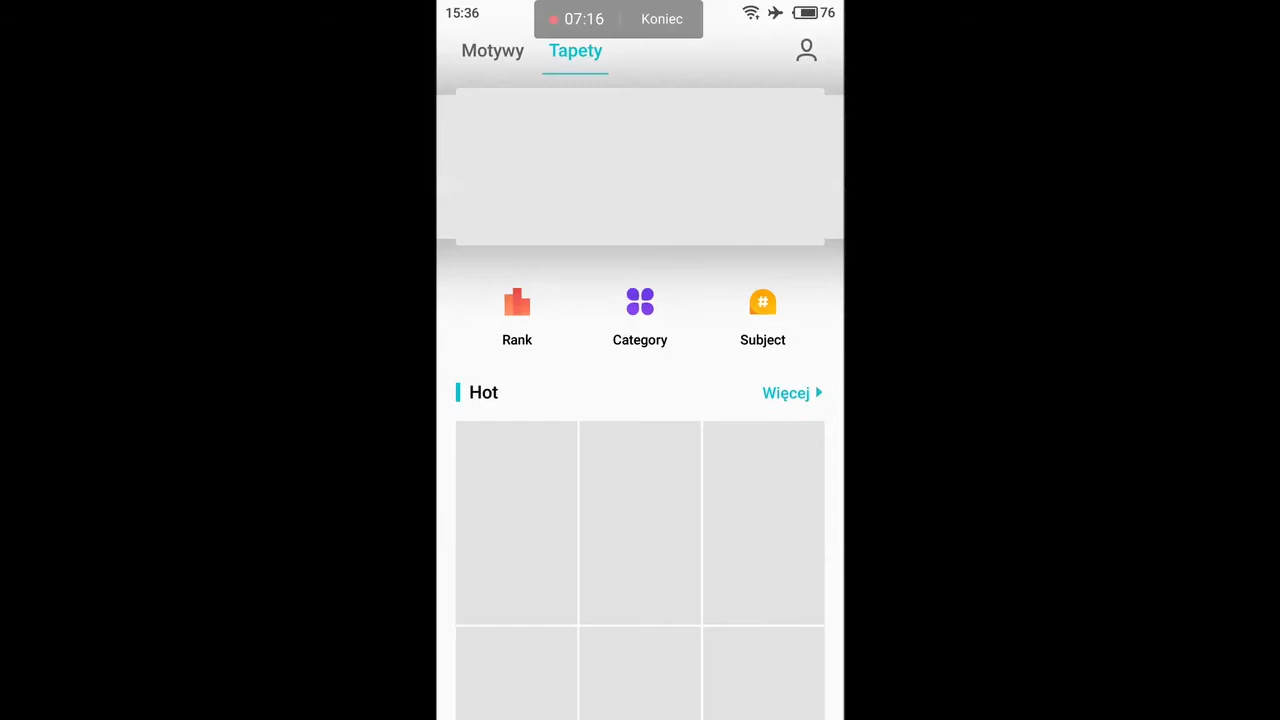 15:36
07:16 Koniec
76
Motywy Tapety
Rank Category Subject
Hot Więcej